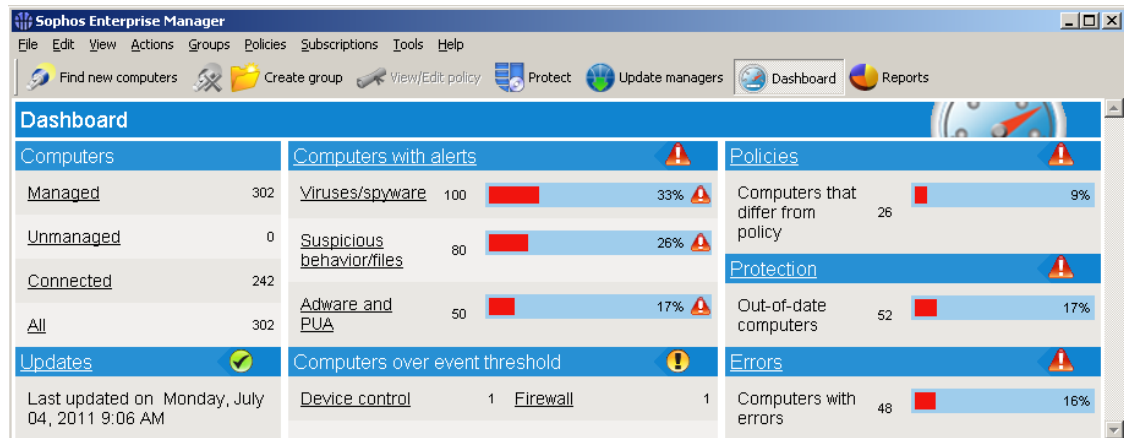 Sophos Enterprise Manager
File Edit View Actions Groups Policies Subscriptions Tools Help
Find new computers Create group View/Edit policy Protect Update managers Dashboard Reports
Dashboard
Computers
Managed 302
Unmanaged 0
Connected 242
All 302
Updates
Last updated on Monday, July
04, 2011 9:06 AM
Computers with alerts
Viruses/spyware 100 33%
Suspicious
behavior/files 80 26%
Adware and
PUA 50 17%
Computers over event threshold
Device control 1 Firewall 1
Policies
Computers that
differ from
policy 26 9%
Protection
Out-of-date
computers 52 17%
Errors
Computers with
errors 48 16%